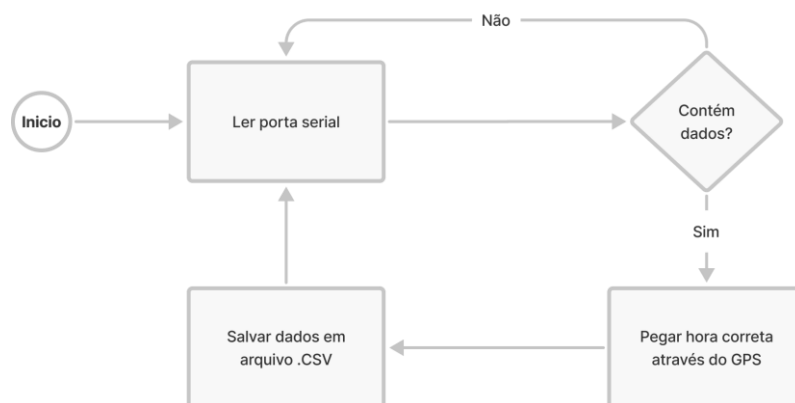 Não
Inicio
Ler porta serial
Contém
dados?
Sim
Salvar dados em
arquivo .CSV
Pegar hora correta
através do GPS